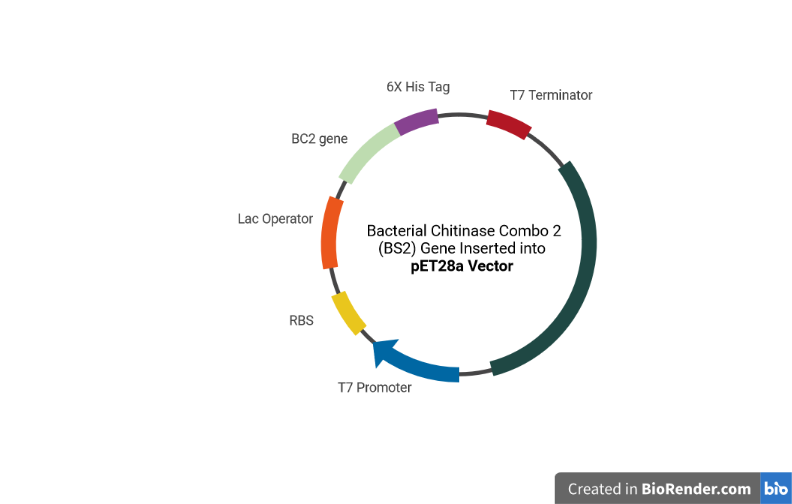 6X His Tag
T7 Terminator
BC2 gene
Lac Operator
Bacterial Chitinase Combo 2
(BS2) Gene Inserted into
pET28a Vector
RBS
T7 Promoter
Created in BioRender.com bio